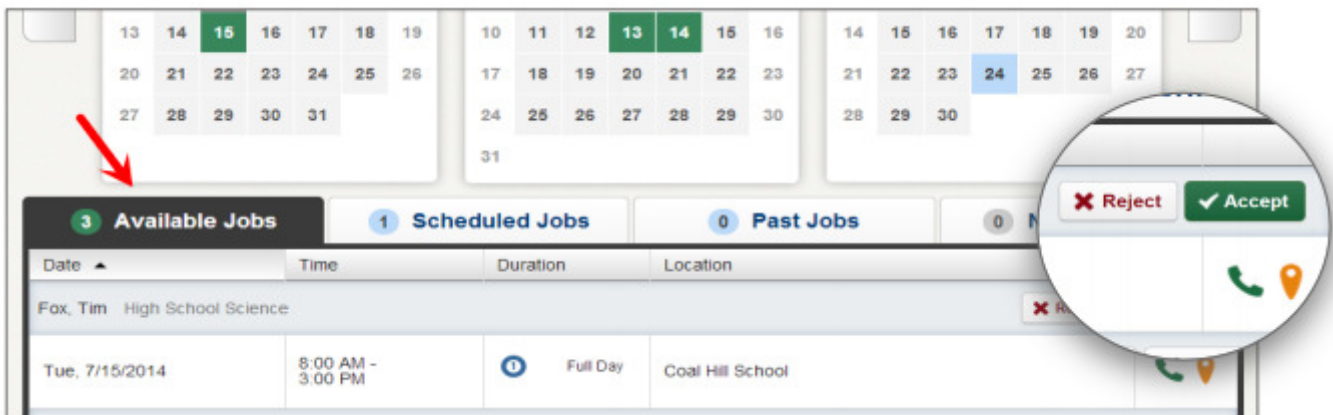 13 14 15 16 17 18 19
20 21 22 23 24 25 26
27 28 29 30 31
10 11 12 13 14 15 16
17 18 19 20 21 22 23
24 25 26 27 28 29 30
31
14 15 16 17 18 19 20
21 22 23 24 25 26 27
28 29 30
3 Available Jobs
1 Scheduled Jobs
0 Past Jobs
0
Reject Accept
Date Time Duration Location
Fox, Tim High School Science
Tue, 7/15/2014 8:00 AM - 3:00 PM Full Day Coal Hill School